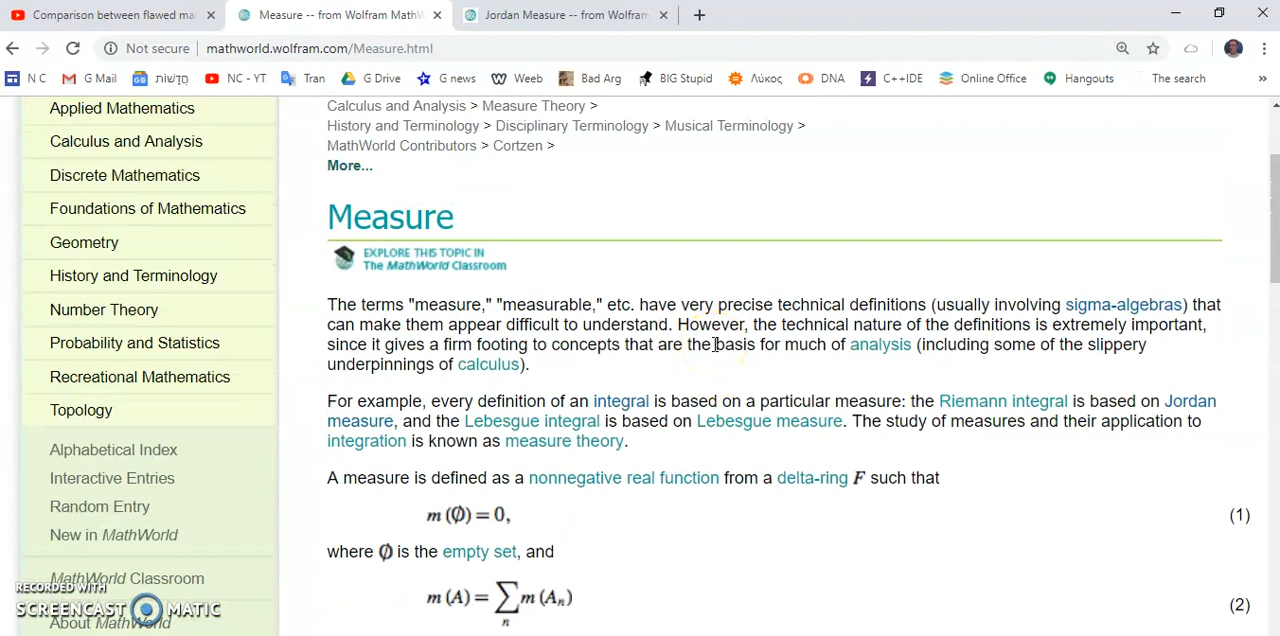 Comparison between flawed ma
Measure -- from Wolfram MathW
Jordan Measure -- from Wolfram
Not secure
mathworld.wolfram.com/Measure.html
N C
G Mail
חֲדָשׁוֹת
NC - YT
Tran
G Drive
G news
Weeb
Bad Arg
BIG Stupid
Λύκος
DNA
C++IDE
Online Office
Hangouts
The search
»
Applied Mathematics
Calculus and Analysis
Discrete Mathematics
Foundations of Mathematics
Geometry
History and Terminology
Number Theory
Probability and Statistics
Recreational Mathematics
Topology
Alphabetical Index
Interactive Entries
Random Entry
New in MathWorld
MathWorld Classroom
About MathWorld
RECORDED WITH
SCREENCAST MATIC
Calculus and Analysis > Measure Theory >
History and Terminology > Disciplinary Terminology > Musical Terminology >
MathWorld Contributors > Cortzen >
More...
Measure
EXPLORE THIS TOPIC IN
The MathWorld Classroom
The terms "measure," "measurable," etc. have very precise technical definitions (usually involving sigma-algebras) that
can make them appear difficult to understand. However, the technical nature of the definitions is extremely important,
since it gives a firm footing to concepts that are the basis for much of analysis (including some of the slippery
underpinnings of calculus).
For example, every definition of an integral is based on a particular measure: the Riemann integral is based on Jordan
measure, and the Lebesgue integral is based on Lebesgue measure. The study of measures and their application to
integration is known as measure theory.
A measure is defined as a nonnegative real function from a delta-ring F such that
m (Ø) = 0, (1)
where Ø is the empty set, and
m (A) = ∑ m (Aₙ) (2)
n